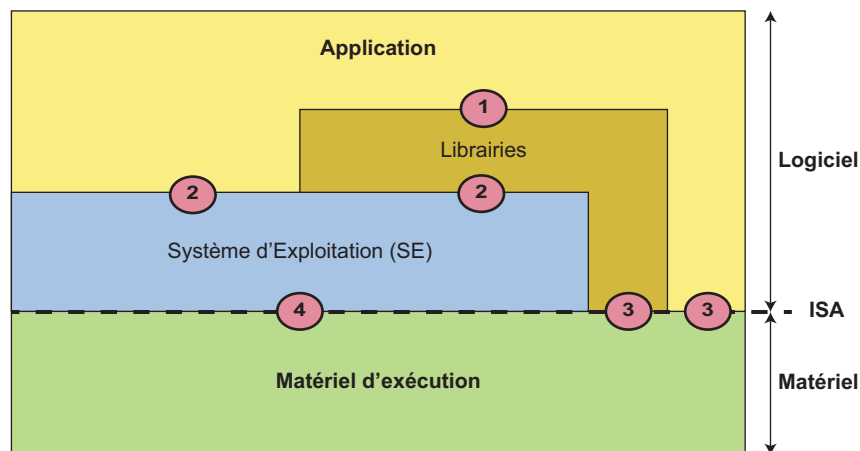 Application
1
Librairies
Logiciel
2
2
Système d'Exploitation (SE)
4
3
3
ISA
Matériel d'exécution
Matériel